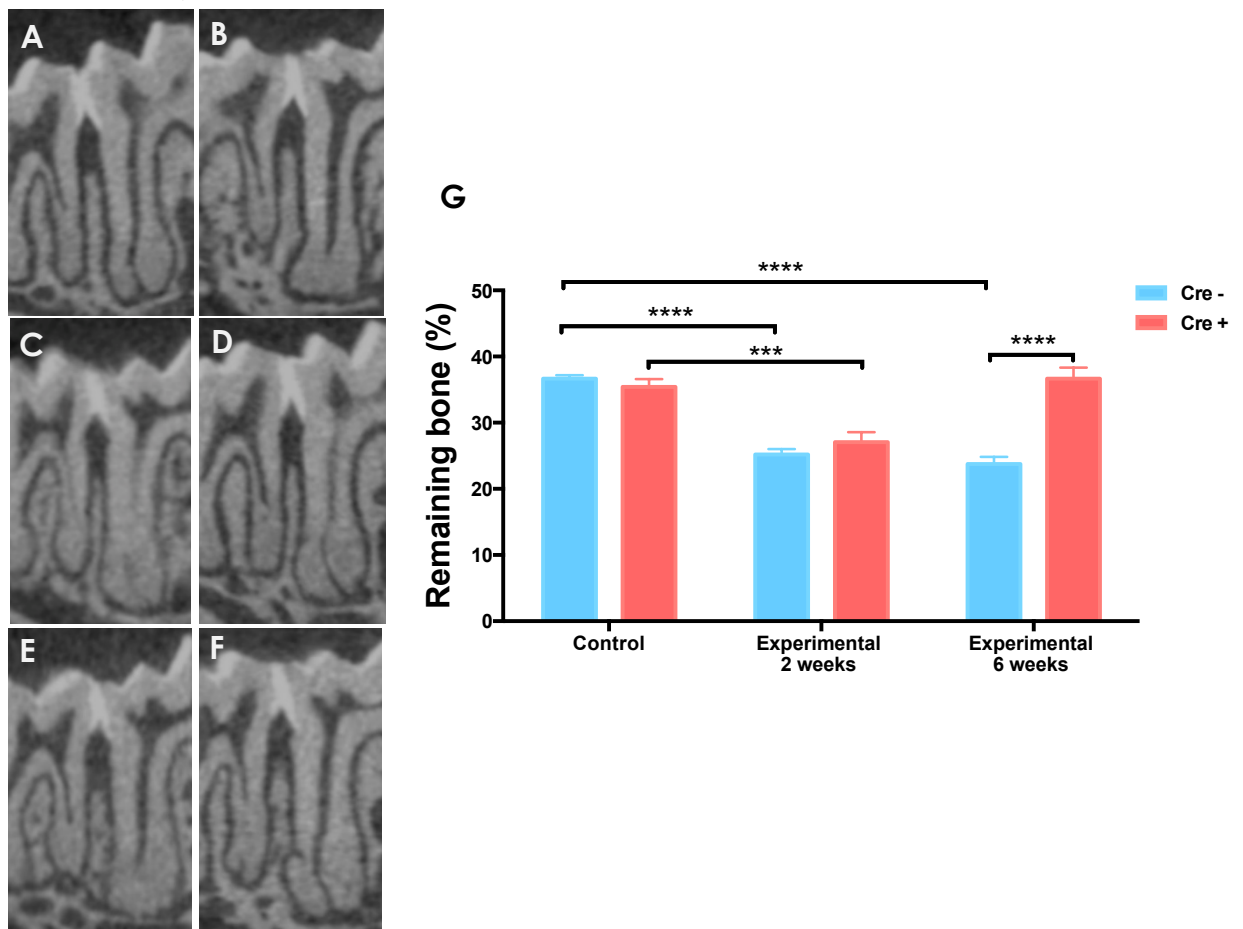 A
B
C
D
E
F
G
Remaining bone (%)
50
40
30
20
10
0
****
****
***
****
Cre -
Cre +
Control
Experimental
2 weeks
Experimental
6 weeks